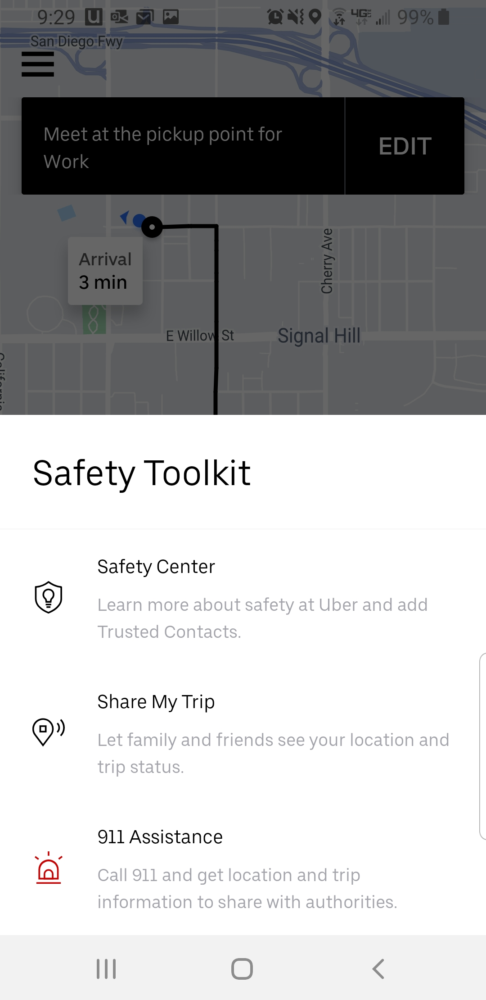 9:29
4G LTE
99%
San Diego Fwy
Meet at the pickup point for
Work
EDIT
Arrival
3 min
Cherry Ave
E Willow St
Signal Hill
Safety Toolkit
Safety Center
Learn more about safety at Uber and add
Trusted Contacts.
Share My Trip
Let family and friends see your location and
trip status.
911 Assistance
Call 911 and get location and trip
information to share with authorities.